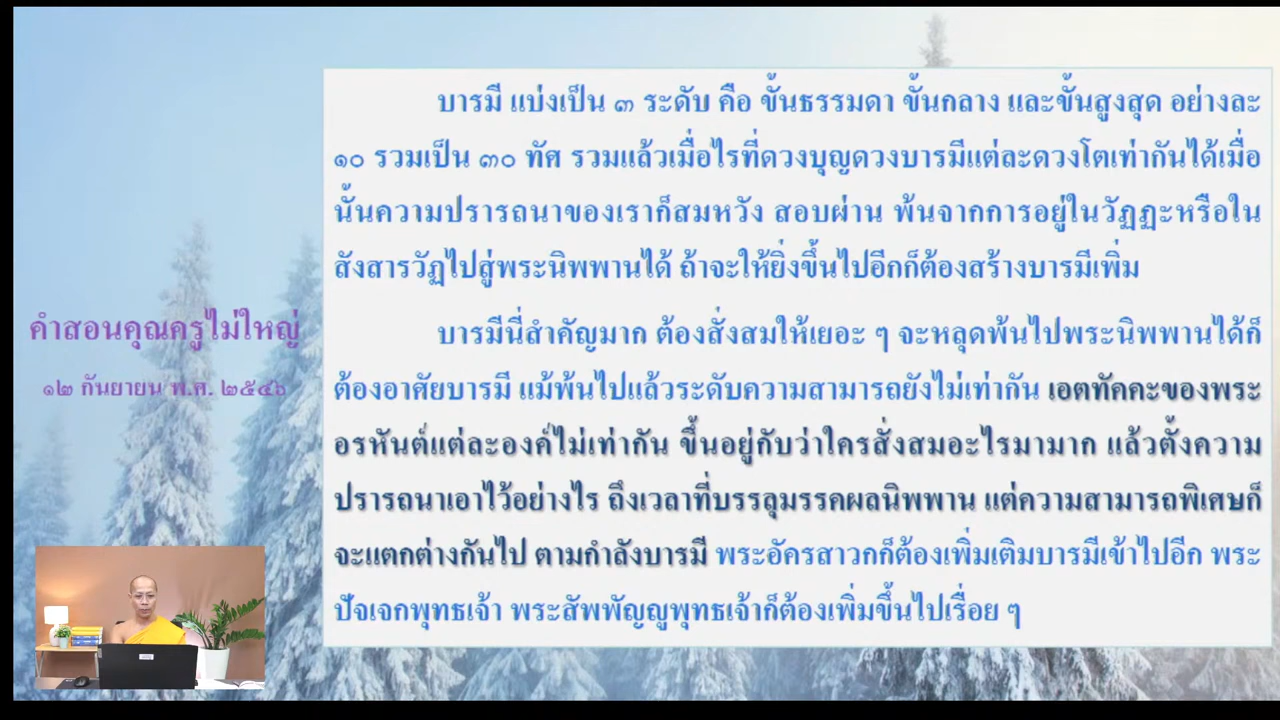 บารมี แบ่งเป็น ๓ ระดับ คือ ขั้นธรรมดา ขั้นกลาง และขั้นสูงสุด อย่างละ
๑๐ รวมเป็น ๓๐ ทัศ รวมแล้วเมื่อไรที่ดวงบุญดวงบารมีแต่ละดวงโตเท่ากันได้เมื่อ
นั้นความปรารถนาของเราก็สมหวัง สอบผ่าน พ้นจากการอยู่ในวัฏฏะหรือใน
สังสารวัฏไปสู่พระนิพพานได้ ถ้าจะให้ยิ่งขึ้นไปอีกก็ต้องสร้างบารมีเพิ่ม
บารมีนี่สำคัญมาก ต้องสั่งสมให้เยอะ ๆ จะหลุดพ้นไปพระนิพพานได้ก็
ต้องอาศัยบารมี แม้พ้นไปแล้วระดับความสามารถยังไม่เท่ากัน เอตทัคคะของพระ
อรหันต์แต่ละองค์ไม่เท่ากัน ขึ้นอยู่กับว่าใครสั่งสมอะไรมามาก แล้วตั้งความ
ปรารถนาเอาไว้อย่างไร ถึงเวลาที่บรรลุมรรคผลนิพพาน แต่ความสามารถพิเศษก็
จะแตกต่างกันไป ตามกำลังบารมี พระอัครสาวกก็ต้องเพิ่มเติมบารมีเข้าไปอีก พระ
ปัจเจกพุทธเจ้า พระสัพพัญญูพุทธเจ้าก็ต้องเพิ่มขึ้นไปเรื่อย ๆ
คำสอนคุณครูไม่ใหญ่
๑๒ กันยายน พ.ศ. ๒๕๔๖